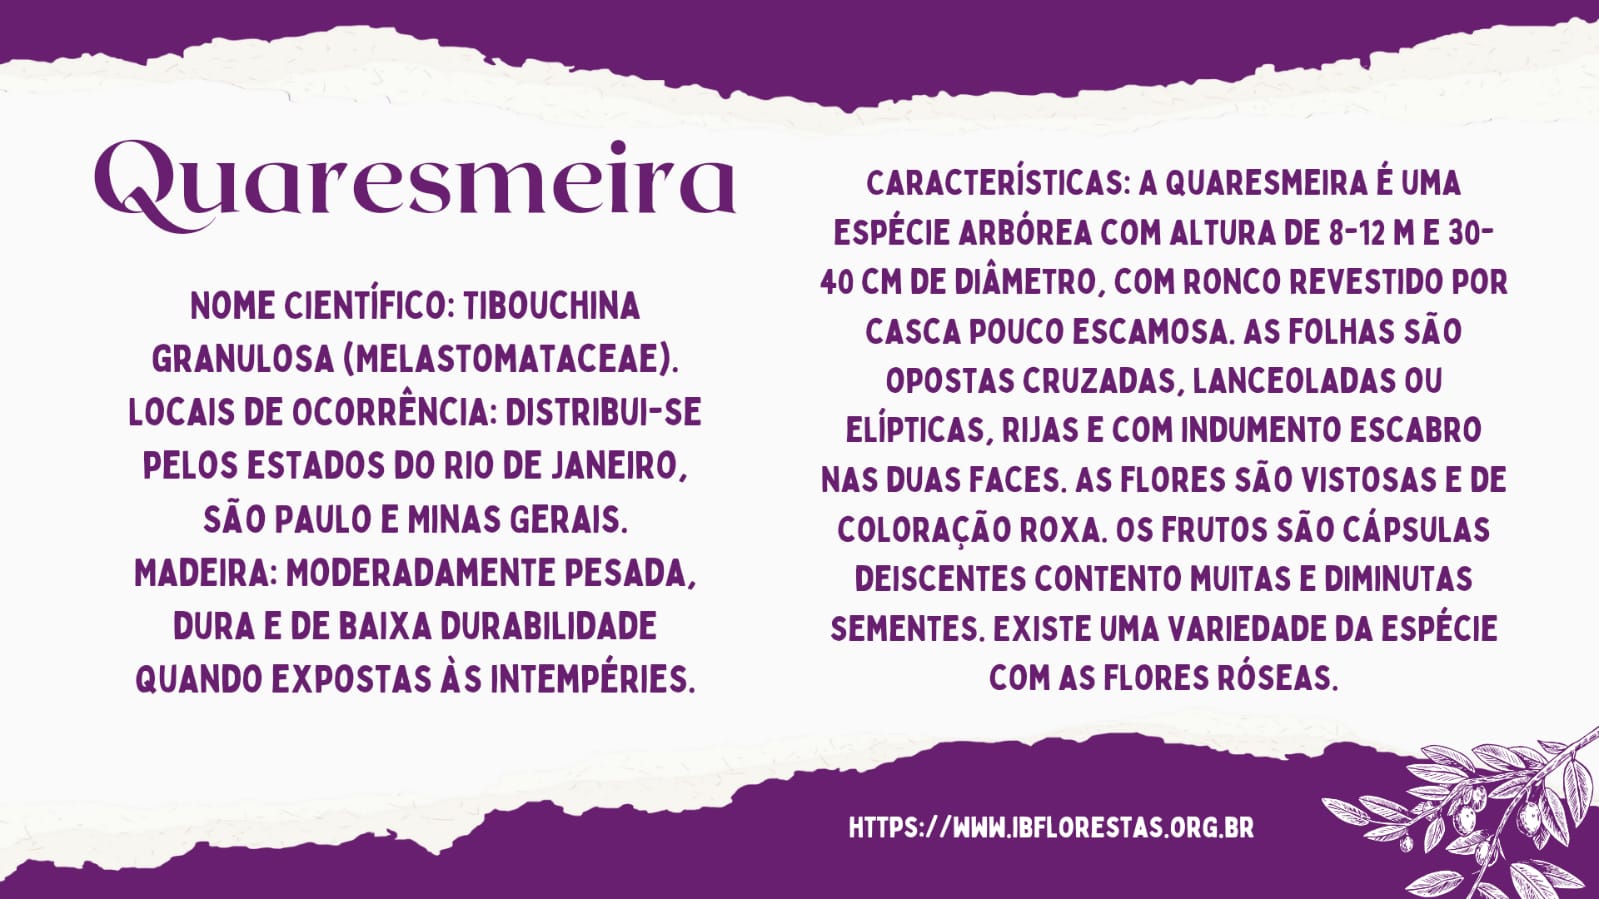 Quaresmeira
NOME CIENTÍFICO: TIBOUCHINA
GRANULOSA (MELASTOMATACEAE).
LOCAIS DE OCORRÊNCIA: DISTRIBUI-SE
PELOS ESTADOS DO RIO DE JANEIRO,
SÃO PAULO E MINAS GERAIS.
MADEIRA: MODERADAMENTE PESADA,
DURA E DE BAIXA DURABILIDADE
QUANDO EXPOSTAS ÀS INTEMPÉRIES.
CARACTERÍSTICAS: A QUARESMEIRA É UMA
ESPÉCIE ARBÓREA COM ALTURA DE 8-12 M E 30-
40 CM DE DIÂMETRO, COM RONCO REVESTIDO POR
CASCA POUCO ESCAMOSA. AS FOLHAS SÃO
OPOSTAS CRUZADAS, LANCEOLADAS OU
ELÍPTICAS, RIJAS E COM INDUMENTO ESCABRO
NAS DUAS FACES. AS FLORES SÃO VISTOSAS E DE
COLORAÇÃO ROXA. OS FRUTOS SÃO CÁPSULAS
DEISCENTES CONTENTO MUITAS E DIMINUTAS
SEMENTES. EXISTE UMA VARIEDADE DA ESPÉCIE
COM AS FLORES RÓSEAS.
HTTPS://WWW.IBFLORESTAS.ORG.BR